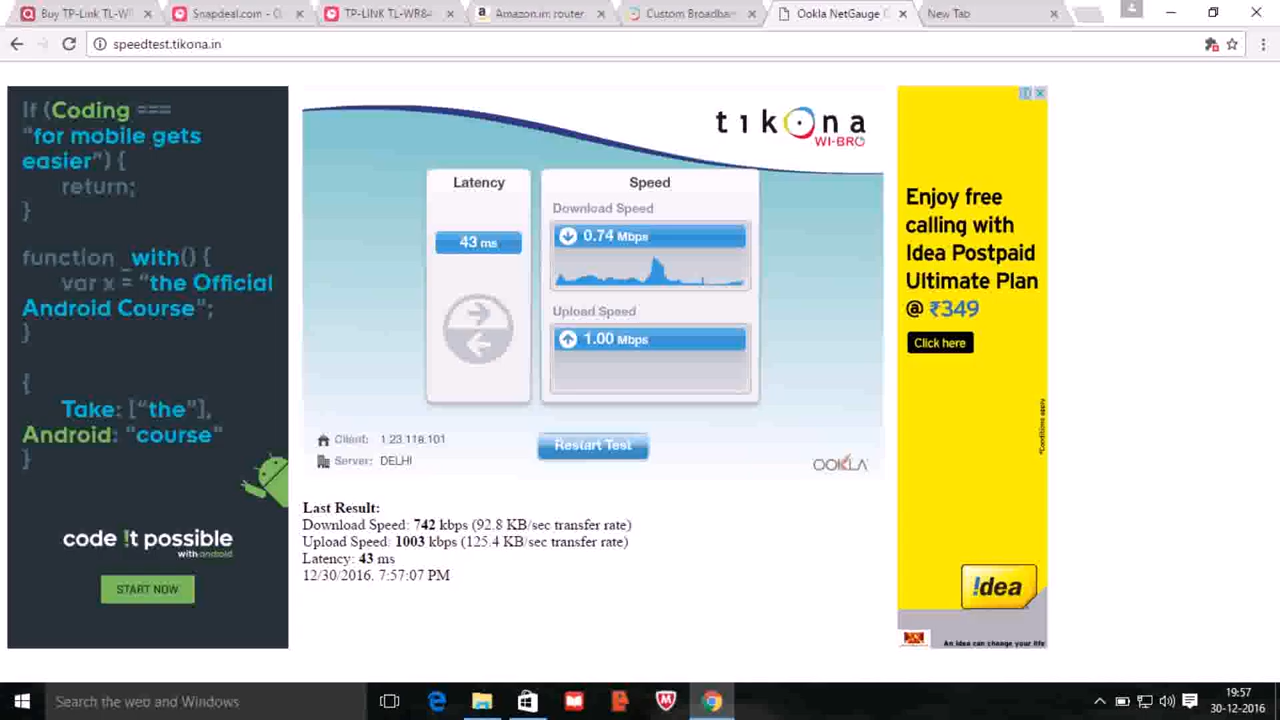 Buy TP-Link TL-W
Snapdeal.com - O
TP-LINK TL-WR84
Amazon.in: router
Custom Broadba
Ookla NetGauge
New Tab
speedtest.tikona.in
If (Coding ===
"for mobile gets
easier") {
return;
}
function _with() {
var x = "the Official
Android Course";
}
{
Take: ["the"],
Android: "course"
}
code !t possible
with android
START NOW
tikona
WI-BRO
Latency
43 ms
Speed
Download Speed
0.74 Mbps
Upload Speed
1.00 Mbps
Client: 1.23.118.101
Server: DELHI
Restart Test
OOKLA
Last Result:
Download Speed: 742 kbps (92.8 KB/sec transfer rate)
Upload Speed: 1003 kbps (125.4 KB/sec transfer rate)
Latency: 43 ms
12/30/2016, 7:57:07 PM
Enjoy free
calling with
Idea Postpaid
Ultimate Plan
@ ₹349
Click here
*Conditions apply
!dea
An idea can change your life
Search the web and Windows
19:57
30-12-2016